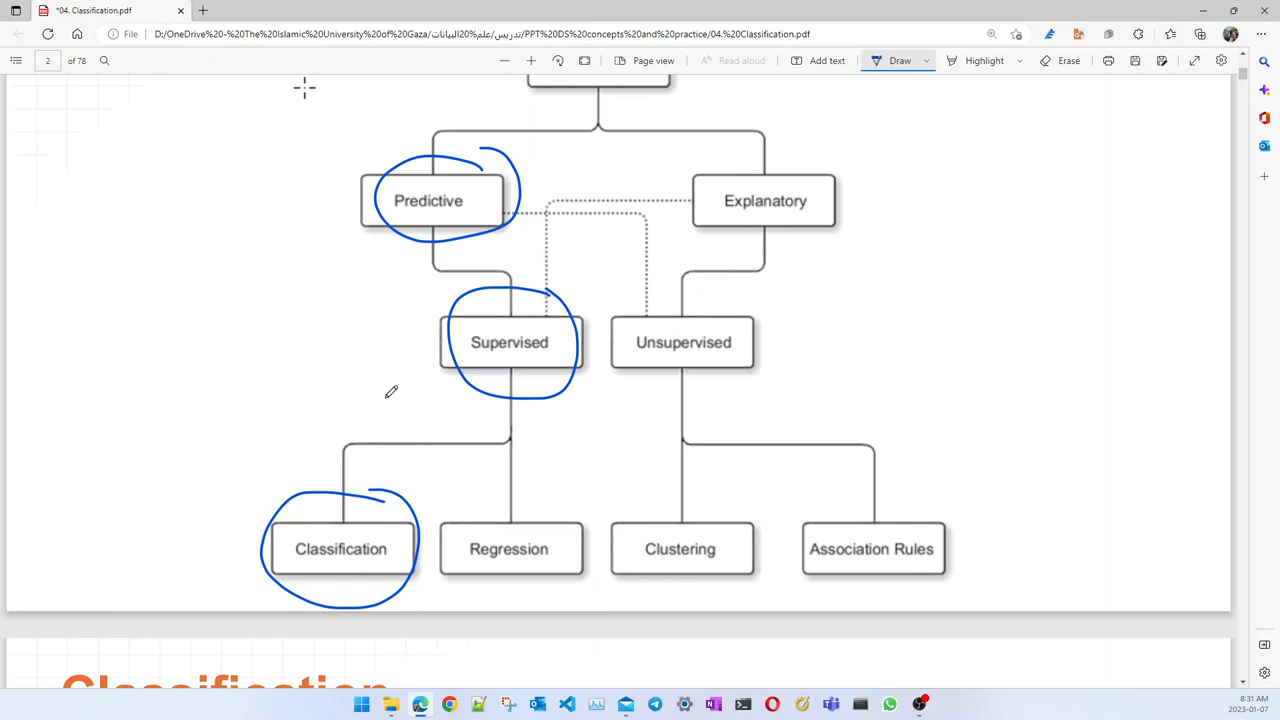 *04. Classification.pdf
File
D:/OneDrive%20-%20The%20Islamic%20University%20of%20Gaza/تدريس/علم%20البيانات/PPT%20DS%20concepts%20and%20practice/04.%20Classification.pdf
2 of 78
Page view
Read aloud
Add text
Draw
Highlight
Erase
Predictive
Explanatory
Supervised
Unsupervised
Classification
Regression
Clustering
Association Rules
Classification
8:31 AM
2023-01-07